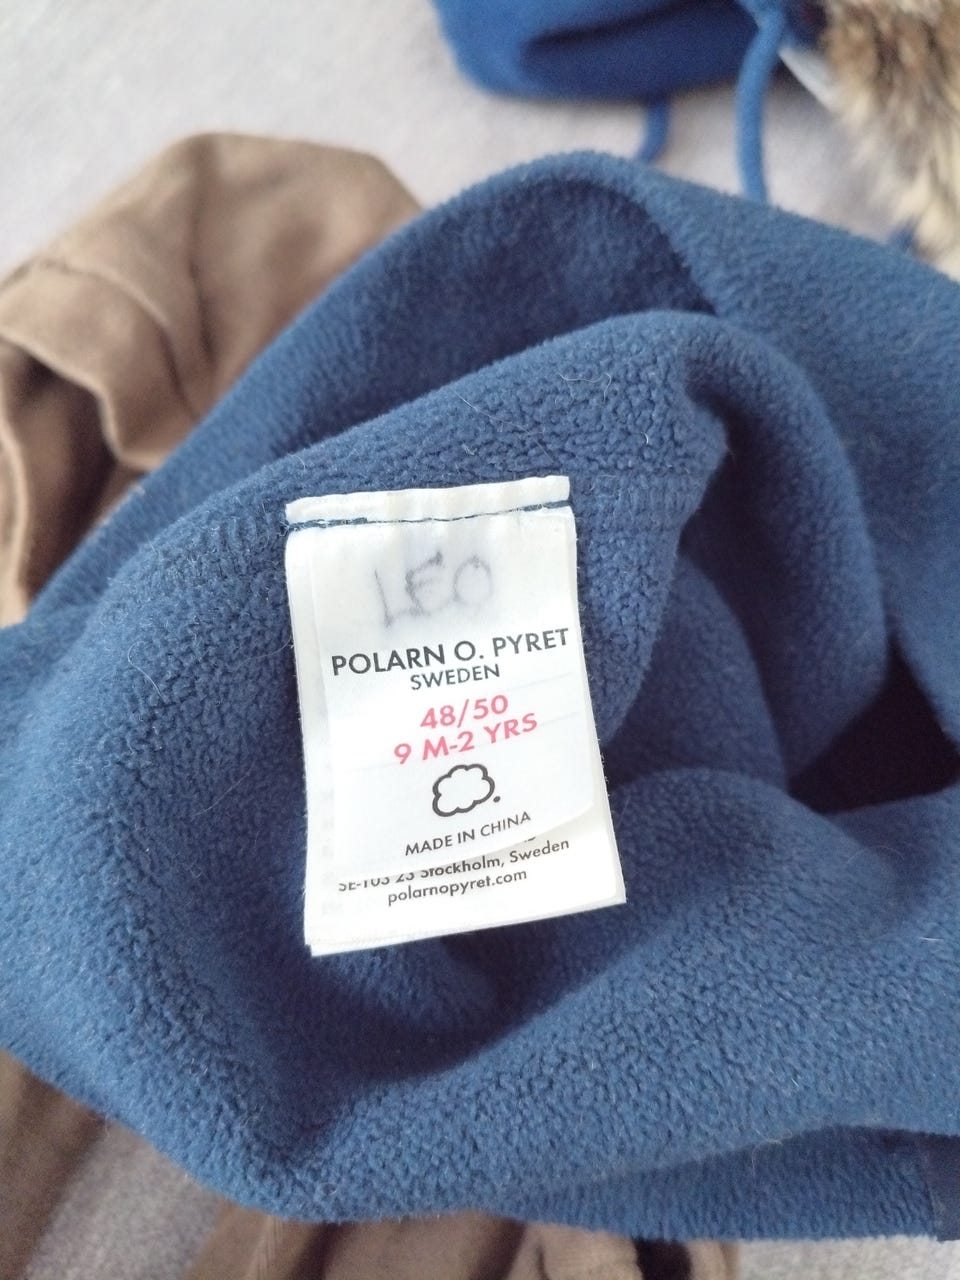 LEO
POLARN O. PYRET
SWEDEN
48/50
9 M-2 YRS
MADE IN CHINA
SE-103 23 Stockholm, Sweden
polarnopyret.com